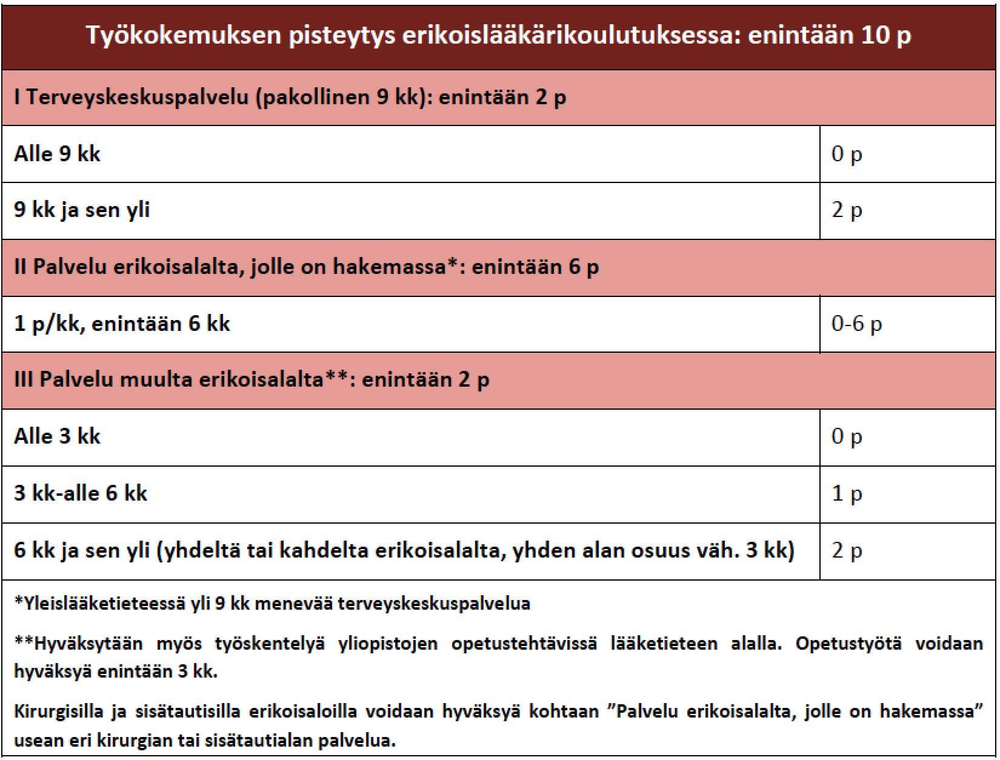 Työkokemuksen pisteytys erikoislääkärikoulutuksessa: enintään 10 p
I Terveyskeskuspalvelu (pakollinen 9 kk): enintään 2 p
Alle 9 kk 0 p
9 kk ja sen yli 2 p
II Palvelu erikoisalalta, jolle on hakemassa*: enintään 6 p
1 p/kk, enintään 6 kk 0-6 p
III Palvelu muulta erikoisalalta**: enintään 2 p
Alle 3 kk 0 p
3 kk-alle 6 kk 1 p
6 kk ja sen yli (yhdeltä tai kahdelta erikoisalalta, yhden alan osuus väh. 3 kk) 2 p
*Yleislääketieteessä yli 9 kk menevää terveyskeskuspalvelua
**Hyväksytään myös työskentelyä yliopistojen opetustehtävissä lääketieteen alalla. Opetustyötä voidaan
hyväksyä enintään 3 kk.
Kirurgisilla ja sisätautisilla erikoisaloilla voidaan hyväksyä kohtaan ”Palvelu erikoisalalta, jolle on hakemassa”
usean eri kirurgian tai sisätautialan palvelua.